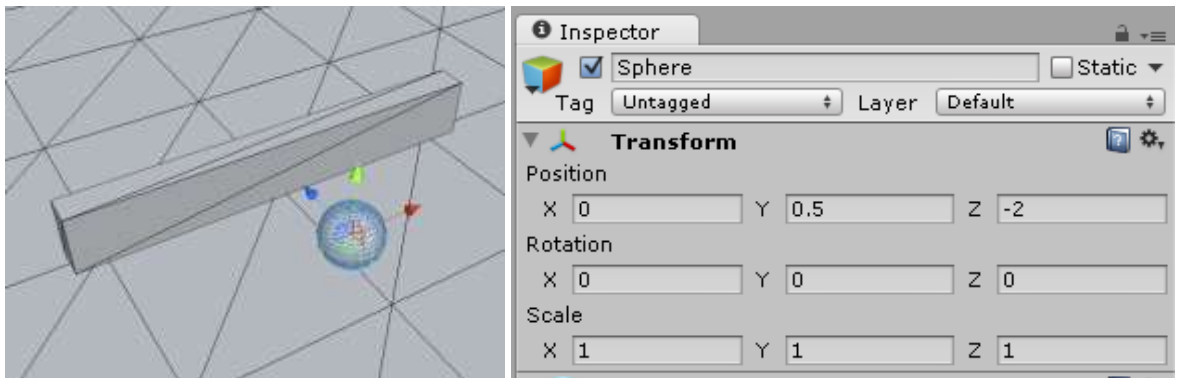 Inspector
Sphere Static
Tag Untagged Layer Default
Transform
Position
X 0 Y 0.5 Z -2
Rotation
X 0 Y 0 Z 0
Scale
X 1 Y 1 Z 1